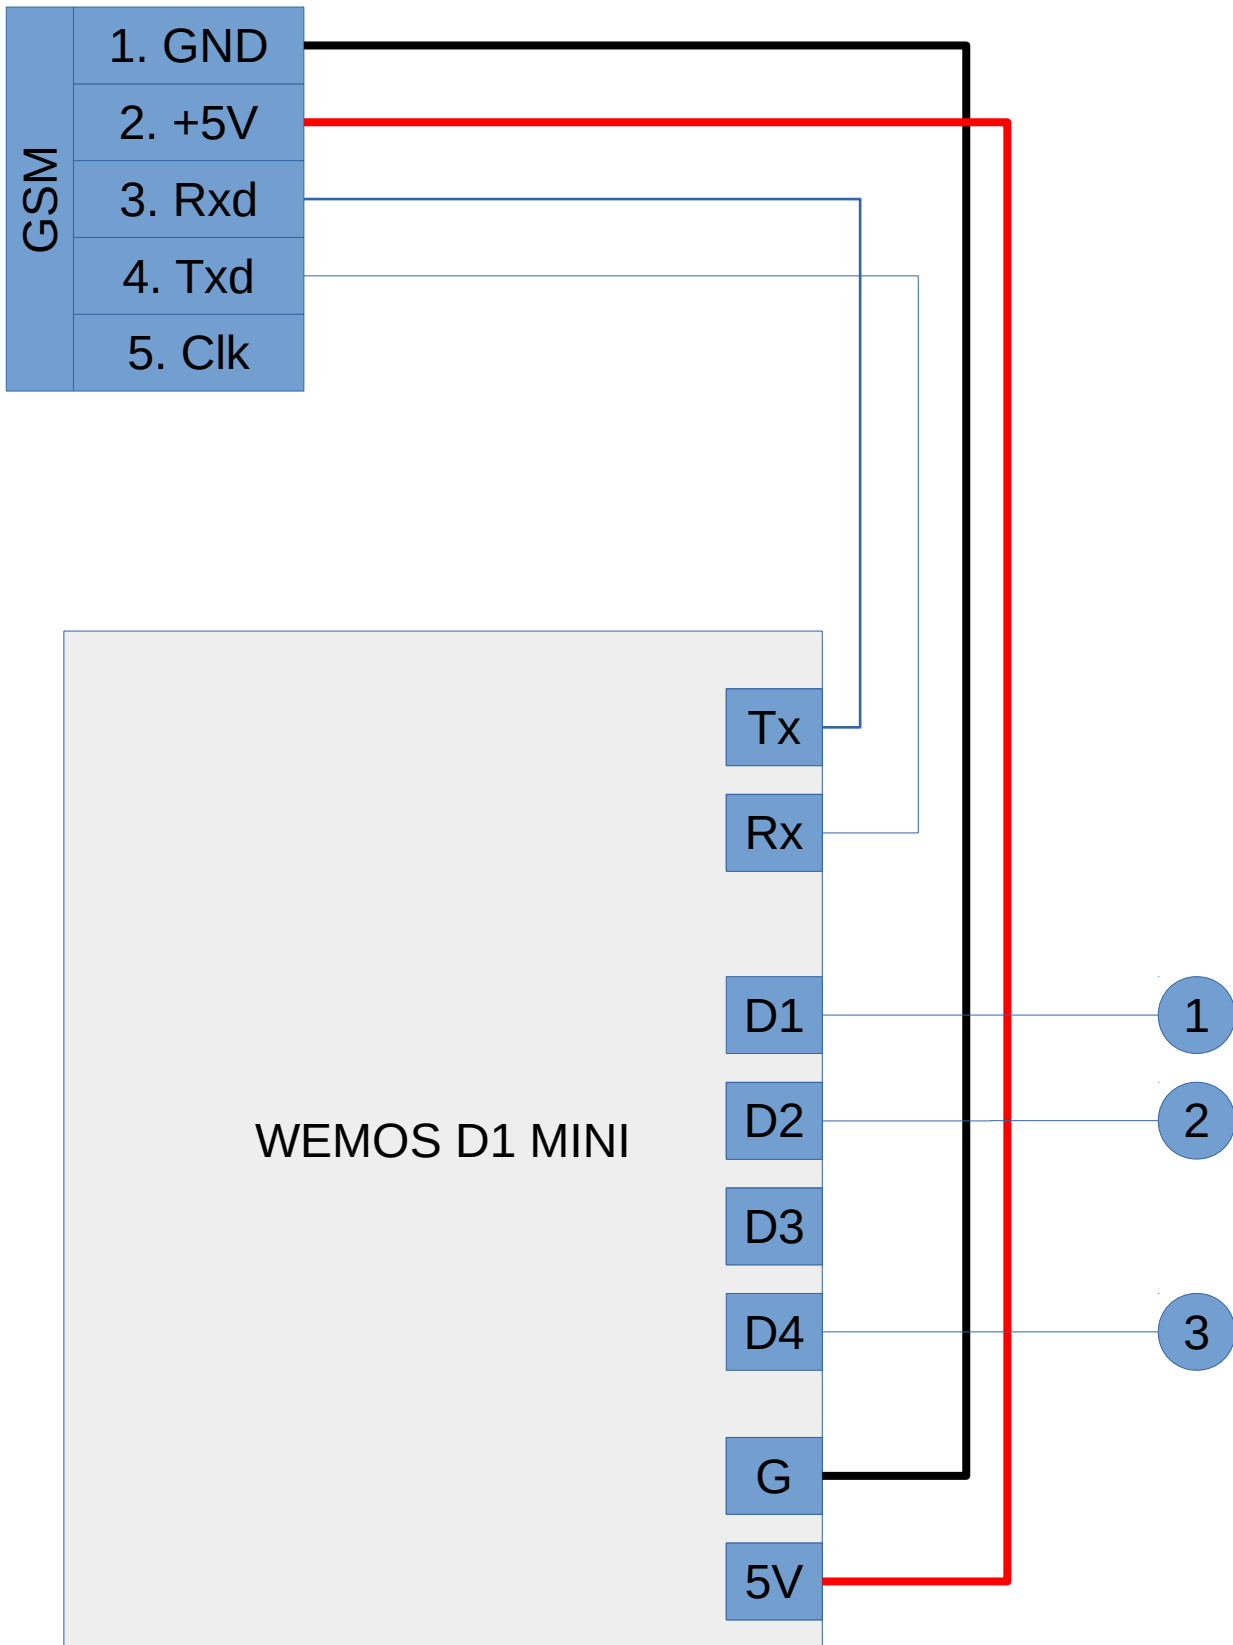 GSM
1. GND
2. +5V
3. Rxd
4. Txd
5. Clk
Tx
Rx
D1
1
WEMOS D1 MINI
D2
2
D3
D4
3
G
5V